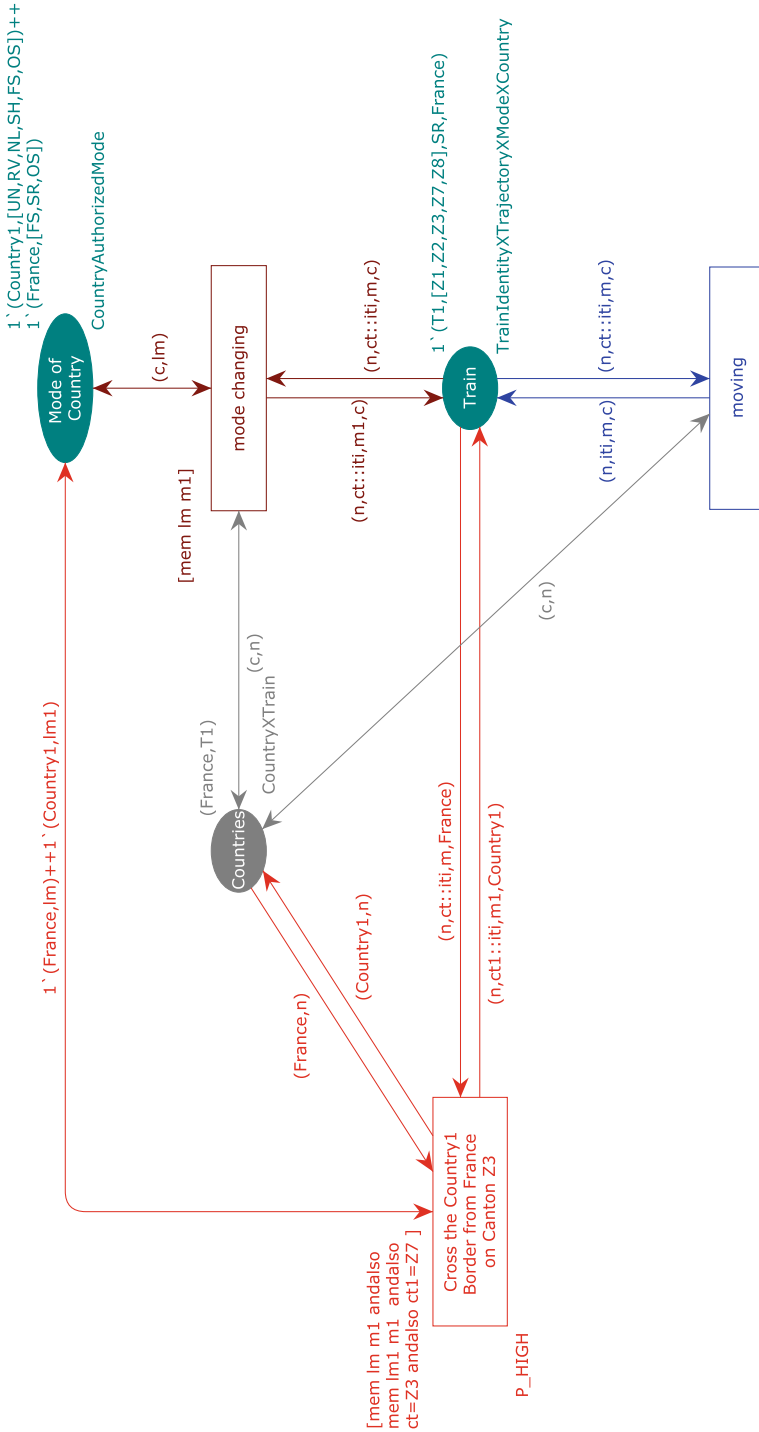 1`(Country1,[UN,RV,NL,SH,FS,OS])++
1`(France,[FS,SR,OS])
Mode of
Country
CountryAuthorizedMode
1`(France,lm)++1`(Country1,lm1)
(c,lm)
[mem lm m1]
mode changing
(France,T1)
Countries
CountryXTrain
(c,n)
(France,n)
(Country1,n)
(n,ct::iti,m1,c)
(n,ct::iti,m,c)
1`(T1,[Z1,Z2,Z3,Z7,Z8],SR,France)
Train
TrainIdentityXTrajectoryXModeXCountry
[mem lm m1 andalso
mem lm1 m1 andalso
ct=Z3 andalso ct1=Z7 ]
Cross the Country1
Border from France
on Canton Z3
P_HIGH
(n,ct::iti,m,France)
(n,ct1::iti,m1,Country1)
(c,n)
(n,iti,m,c)
(n,ct::iti,m,c)
moving